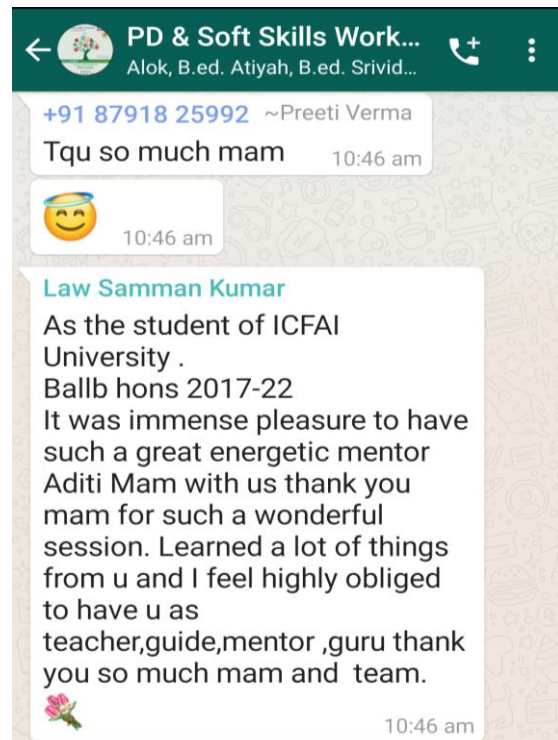 PD & Soft Skills Work...
Alok, B.ed. Atiyah, B.ed. Srivid...
+91 87918 25992 ~Preeti Verma
Tqu so much mam 10:46 am
😇
10:46 am
Law Samman Kumar
As the student of ICFAI
University .
Ballb hons 2017-22
It was immense pleasure to have
such a great energetic mentor
Aditi Mam with us thank you
mam for such a wonderful
session. Learned a lot of things
from u and I feel highly obliged
to have u as
teacher,guide,mentor ,guru thank
you so much mam and  team.
💐
10:46 am